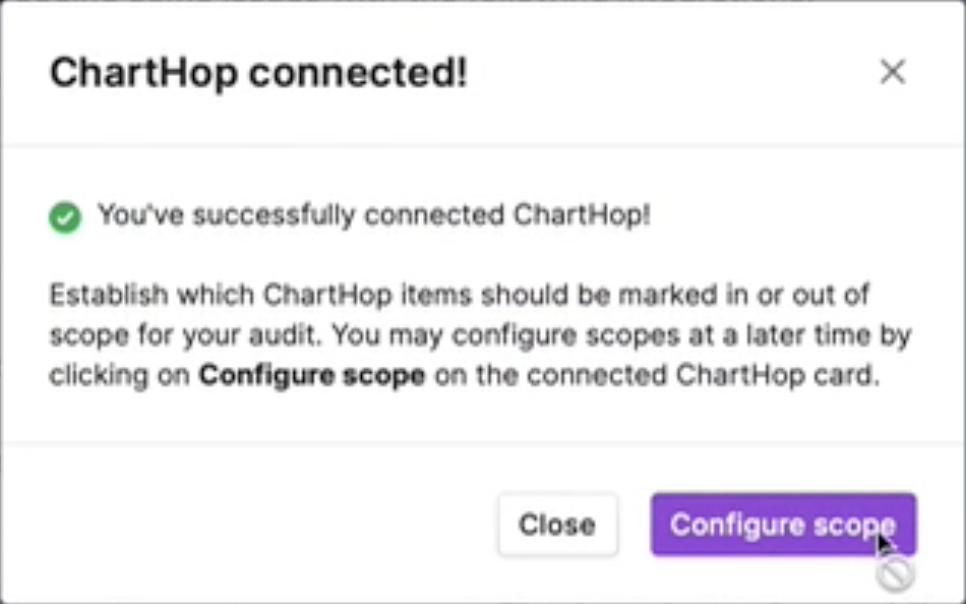 ChartHop connected!
You've successfully connected ChartHop!
Establish which ChartHop items should be marked in or out of
scope for your audit. You may configure scopes at a later time by
clicking on Configure scope on the connected ChartHop card.
Close
Configure scope